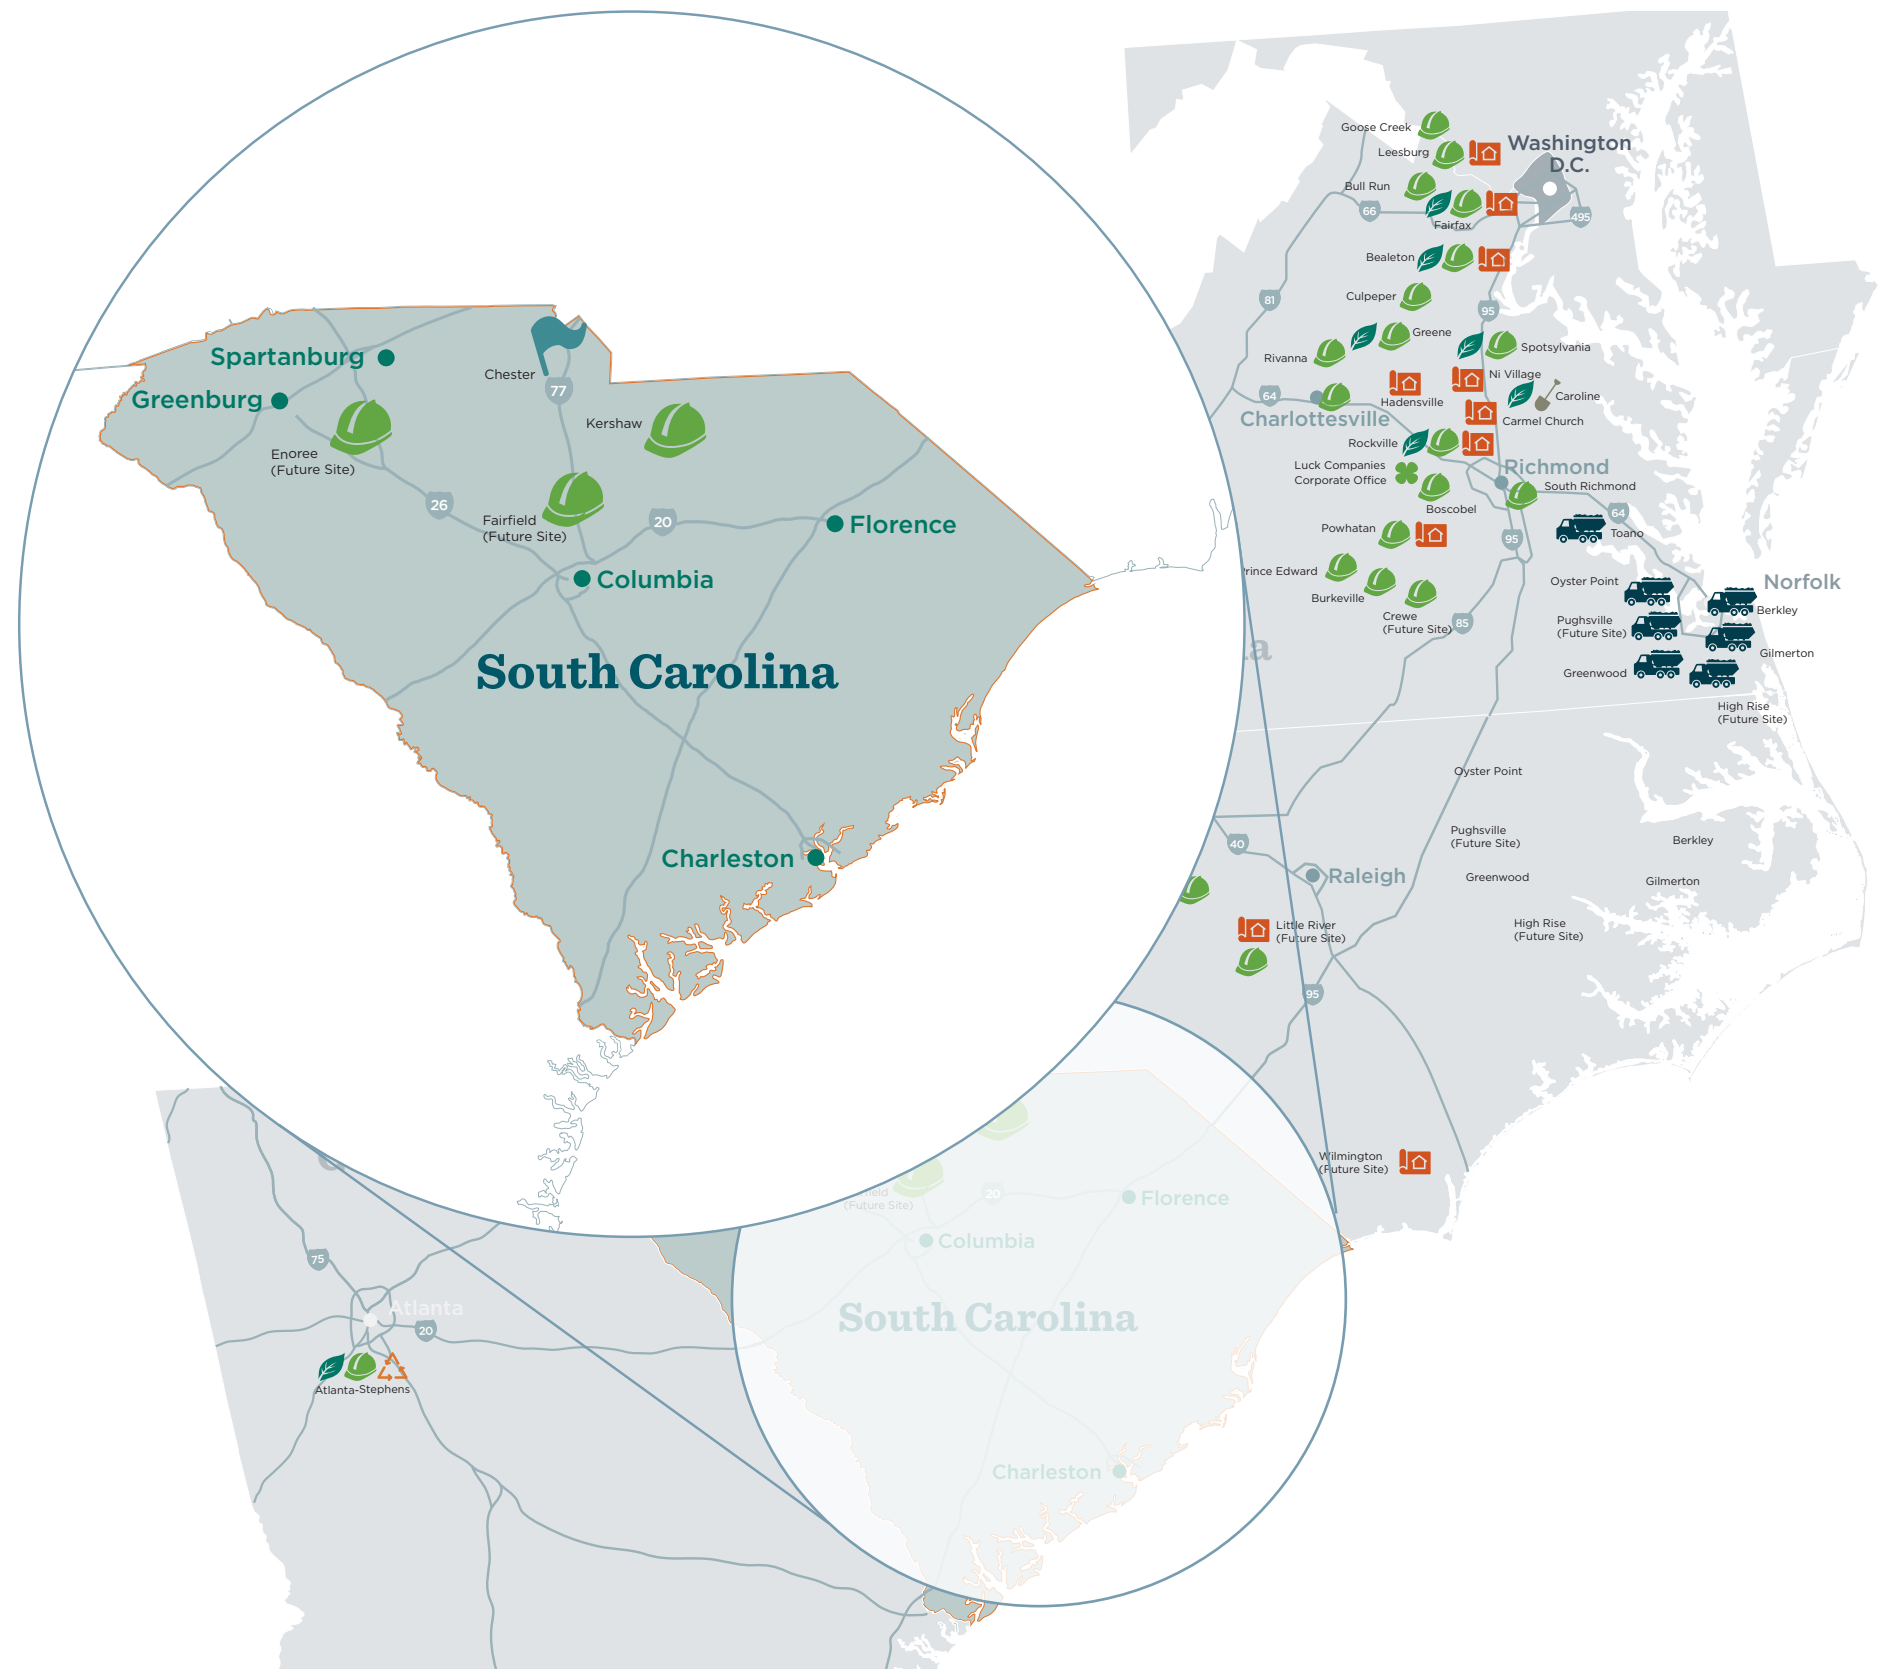 Spartanburg
Greenburg
Chester
77
Kershaw
Enoree
(Future Site)
26
Fairfield
(Future Site)
20
Florence
Columbia
South Carolina
Charleston
Goose Creek
Leesburg
Washington
D.C.
Bull Run
66
495
Fairfax
Bealeton
81
Culpeper
95
Greene
Rivanna
Spotsylvania
Ni Village
64
Hadensville
Caroline
Charlottesville
Carmel Church
Rockville
Luck Companies
Corporate Office
Richmond
South Richmond
Boscobel
64
Powhatan
95
Toano
Prince Edward
Burkeville
Crewe
(Future Site)
85
Oyster Point
Norfolk
Berkley
Pughsville
(Future Site)
Gilmerton
Greenwood
High Rise
(Future Site)
Oyster Point
Pughsville
(Future Site)
Berkley
40
Raleigh
Greenwood
Gilmerton
Little River
(Future Site)
High Rise
(Future Site)
95
Wilmington
(Future Site)
field
(Future Site)
20
Florence
Columbia
South Carolina
Charleston
75
Atlanta
20
Atlanta-Stephens